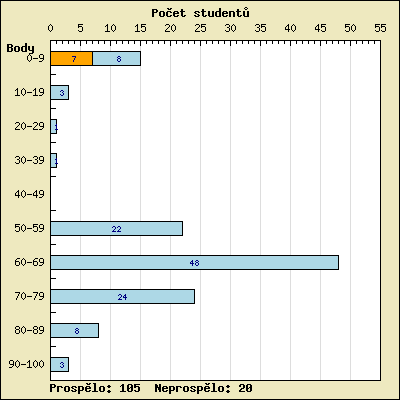 Počet studentů
0 5 10 15 20 25 30 35 40 45 50 55
Body
0-9 7 8
10-19 3
20-29 1
30-39 1
40-49
50-59 22
60-69 48
70-79 24
80-89 8
90-100 3
Prospělo: 105 Neprospělo: 20